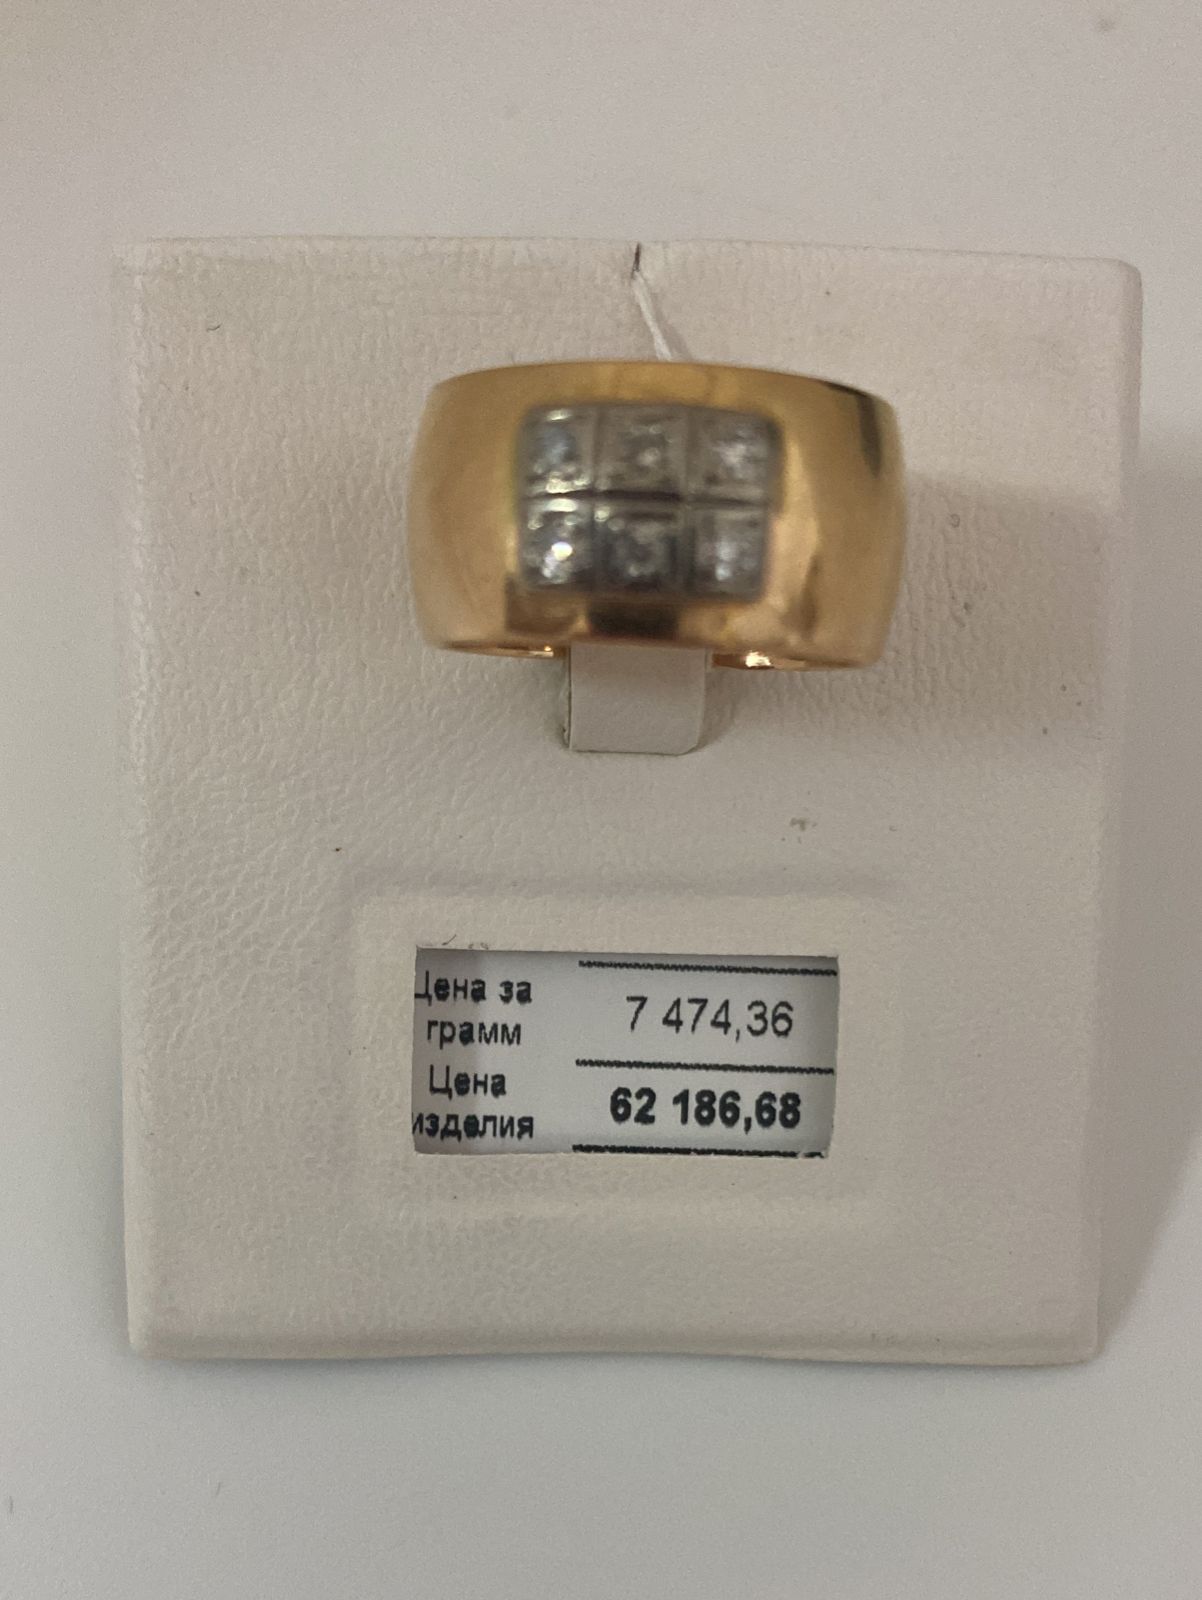 Цена за
грамм
7 474,36
Цена
изделия
62 186,68